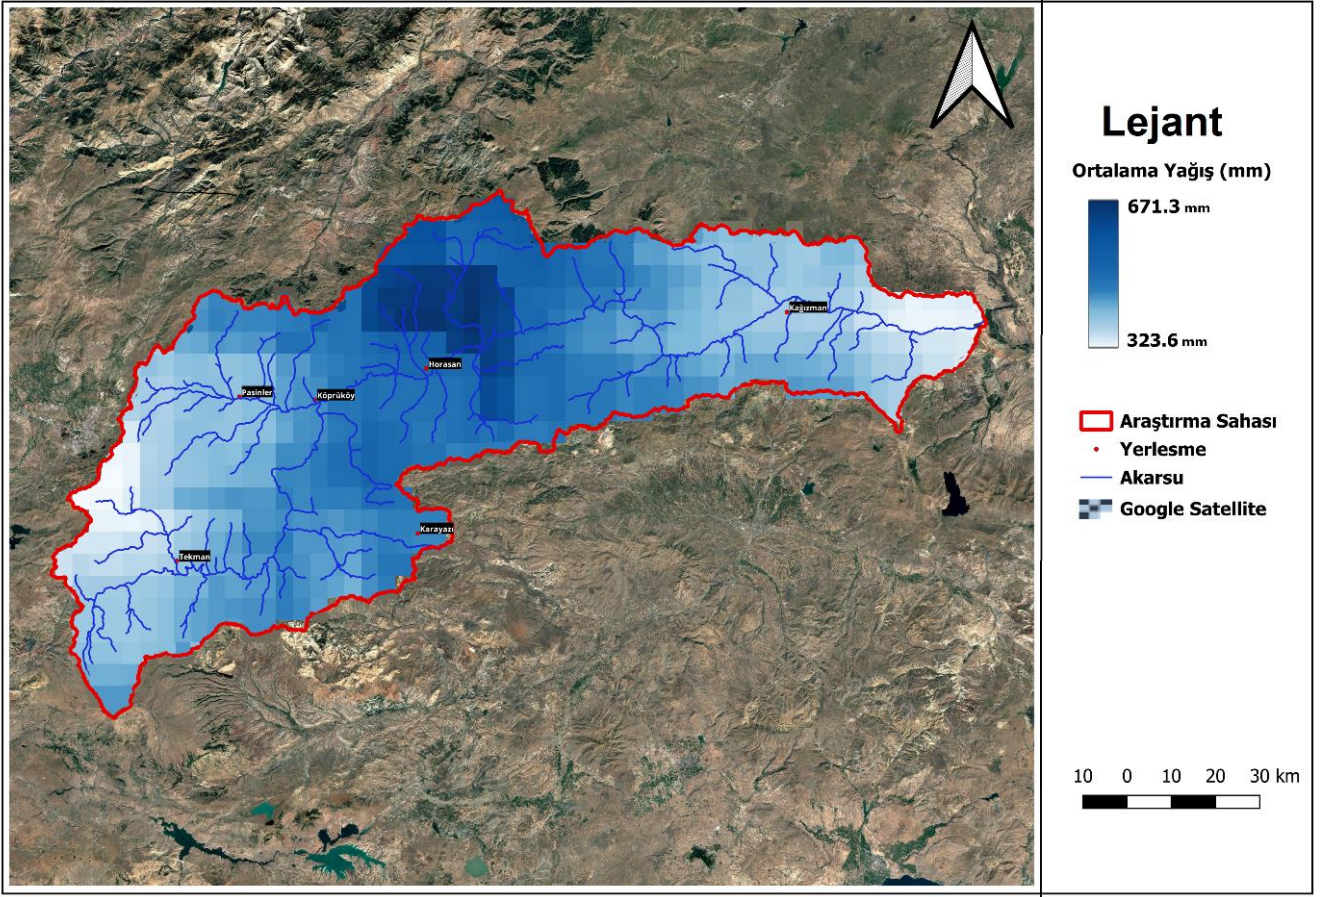 Lejant
Ortalama Yağış (mm)
671.3 mm
323.6 mm
Araştırma Sahası
Yerlesme
Akarsu
Google Satellite
10 0 10 20 30 km
Kağızman
Horasan
Pasinler
Köprüköy
Karayazı
Tekman